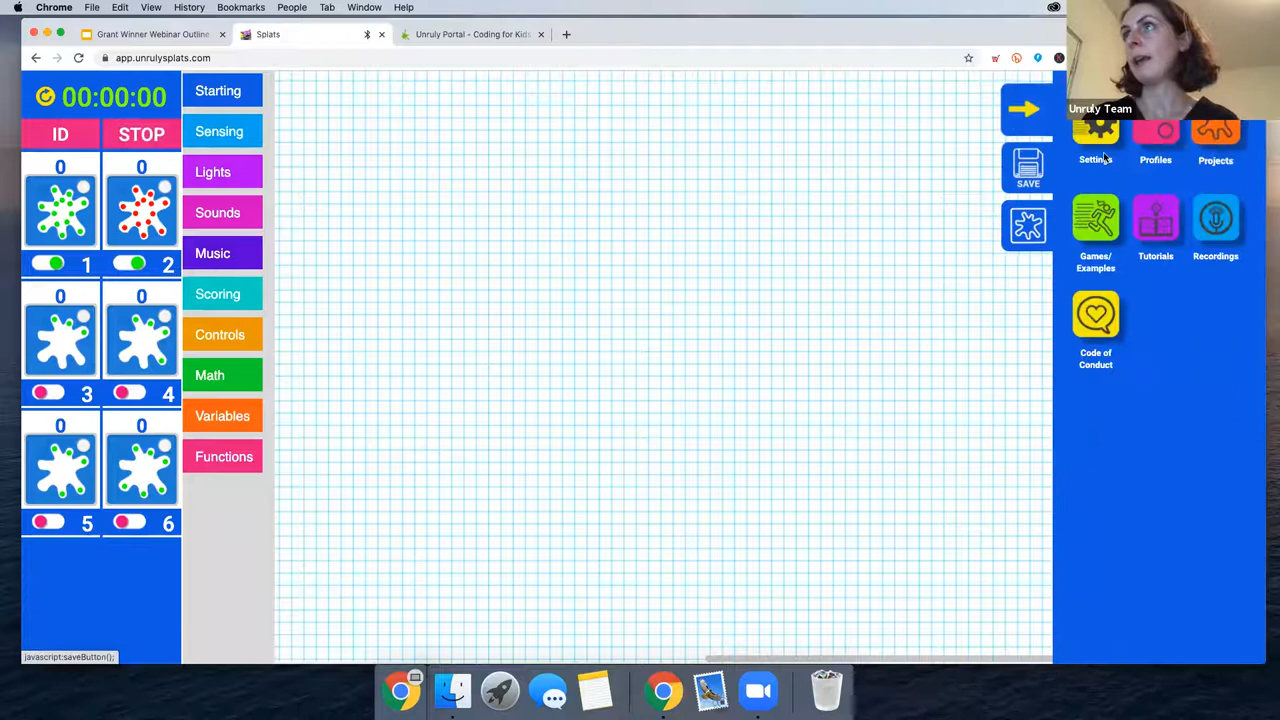 Chrome File Edit View History Bookmarks People Tab Window Help
Grant Winner Webinar Outline
Splats
Unruly Portal - Coding for Kids
app.unrulysplats.com
Unruly Team
00:00:00
ID STOP
0 0
1 2
0 0
3 4
0 0
5 6
Starting
Sensing
Lights
Sounds
Music
Scoring
Controls
Math
Variables
Functions
SAVE
Settings Profiles Projects
Games/
Examples
Tutorials
Recordings
Code of
Conduct
javascript:saveButton();